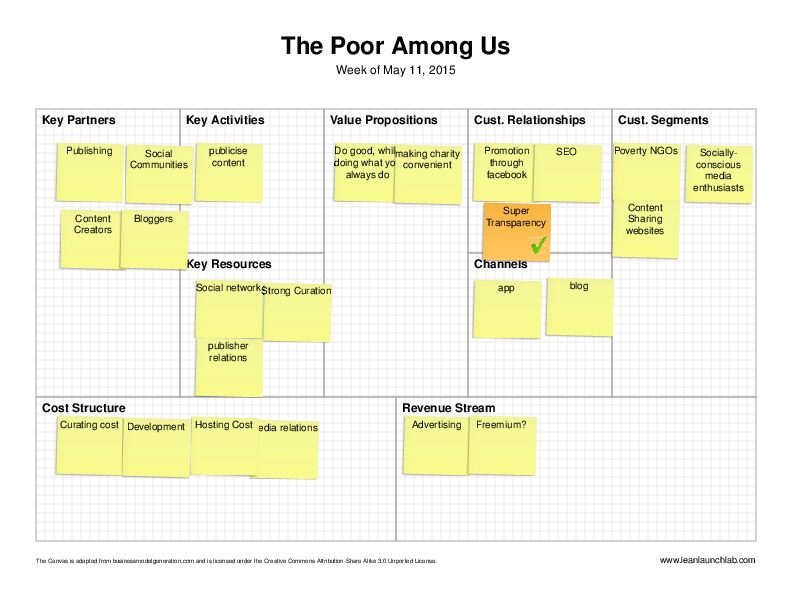 The Poor Among Us
Week of May 11, 2015
Key Partners
Publishing
Social
Communities
Content
Creators
Bloggers
Key Activities
publicise
content
Key Resources
Social network
Strong Curation
publisher
relations
Value Propositions
Do good, whil
doing what yo
always do
making charity
convenient
Cust. Relationships
Promotion
through
facebook
SEO
Super
Transparency
Channels
app
blog
Cust. Segments
Poverty NGOs
Socially-
conscious
media
enthusiasts
Content
Sharing
websites
Cost Structure
Curating cost
Development
Hosting Cost
edia relations
Revenue Stream
Advertising
Freemium?
The Canvas is adapted from businessmodelgeneration.com and is licensed under the Creative Commons Attribution-Share Alike 3.0 Unported License.
www.leanlaunchlab.com